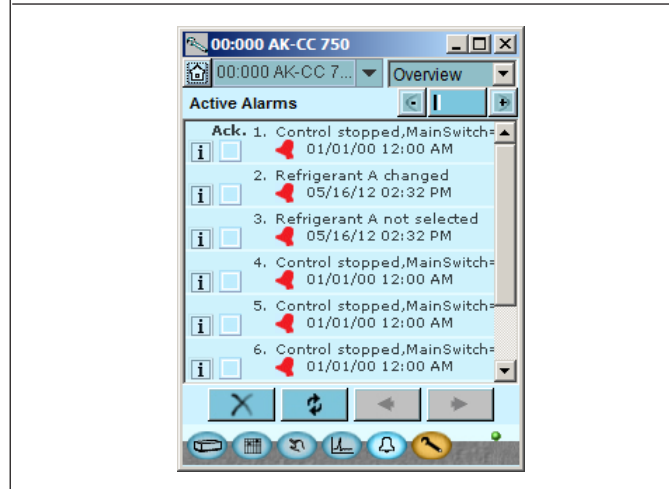 00:000 AK-CC 750
00:000 AK-CC 7... Overview
Active Alarms
Ack. 1. Control stopped,MainSwitch=
i 01/01/00 12:00 AM
2. Refrigerant A changed
i 05/16/12 02:32 PM
3. Refrigerant A not selected
i 05/16/12 02:32 PM
4. Control stopped,MainSwitch=
i 01/01/00 12:00 AM
5. Control stopped,MainSwitch=
i 01/01/00 12:00 AM
6. Control stopped,MainSwitch=
i 01/01/00 12:00 AM